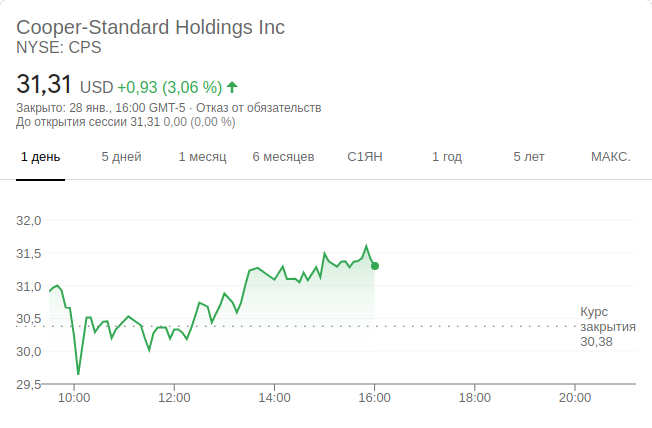 Cooper-Standard Holdings Inc
NYSE: CPS
31,31 USD +0,93 (3,06 %)
Закрыто: 28 янв., 16:00 GMT-5 · Отказ от обязательств
До открытия сессии 31,31 0,00 (0,00 %)
1 день 5 дней 1 месяц 6 месяцев С1ЯН 1 год 5 лет МАКС.
32,0
31,5
31,0
30,5
30,0
29,5
Курс
закрытия
30,38
10:00 12:00 14:00 16:00 18:00 20:00